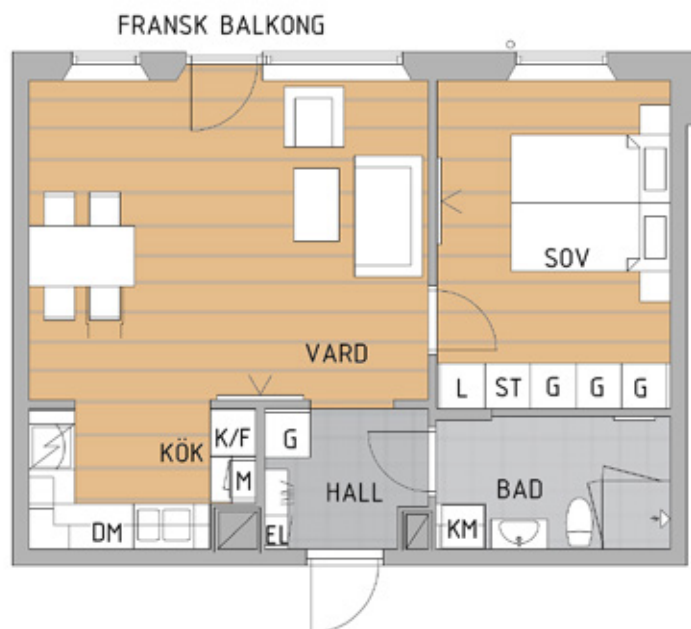 FRANSK BALKONG
SOV
VARD
L ST G G G
K/F G
KÖK
M HALL BAD
DM EL KM